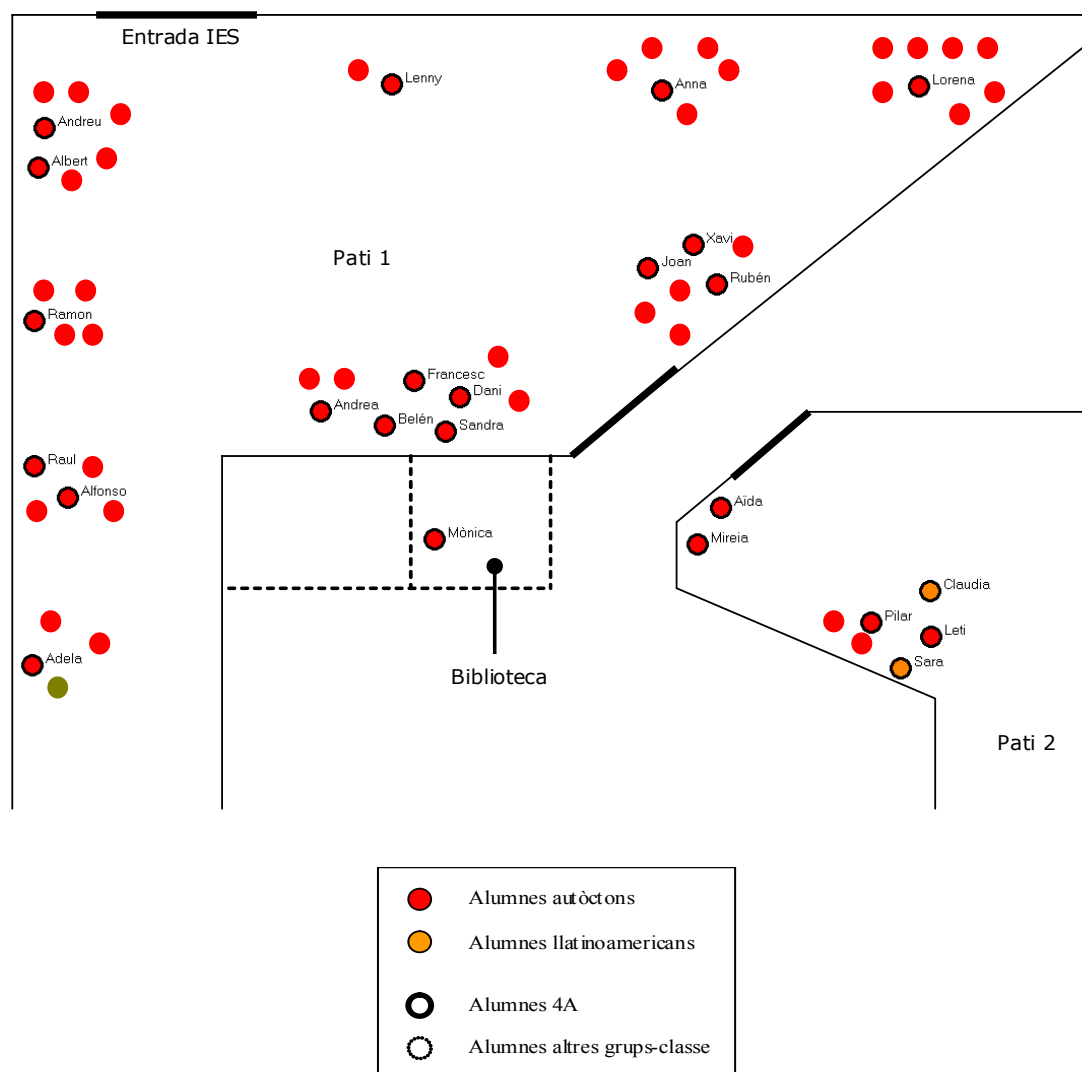 Entrada IES
Lenny
Anna
Lorena
Andreu
Albert
Pati 1
Xavi
Joan
Rubén
Ramon
Francesc
Dani
Andrea
Belén
Sandra
Raul
Alfonso
Mònica
Aïda
Mireia
Claudia
Pilar
Leti
Sara
Adela
Biblioteca
Pati 2
Alumnes autòctons
Alumnes llatinoamericans
Alumnes 4A
Alumnes altres grups-classe